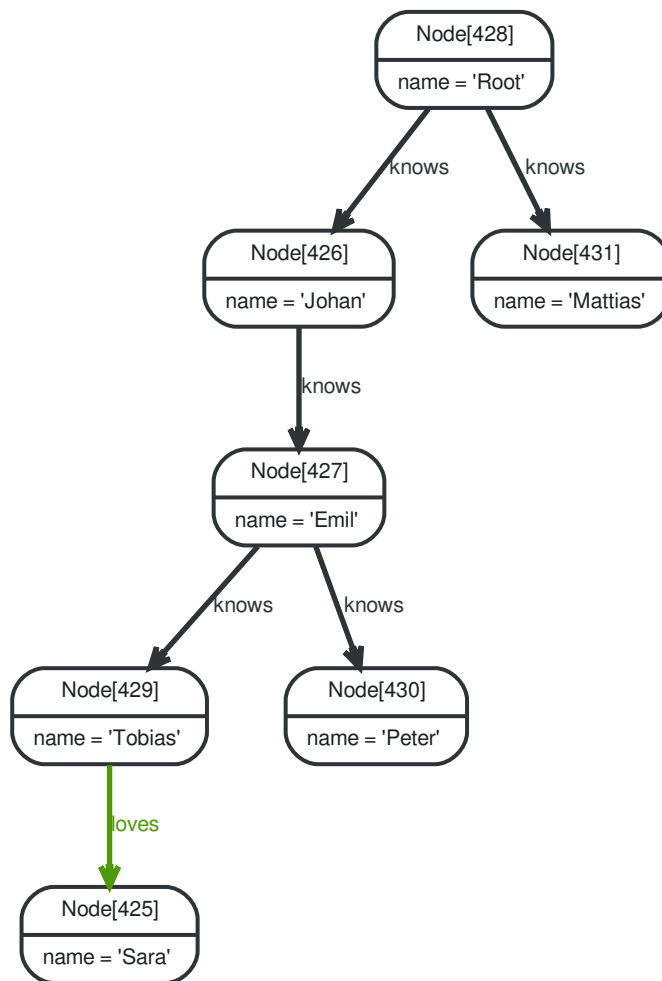 Node[428]
name = 'Root'
knows
knows
Node[426]
name = 'Johan'
Node[431]
name = 'Mattias'
knows
Node[427]
name = 'Emil'
knows
knows
Node[429]
name = 'Tobias'
Node[430]
name = 'Peter'
loves
Node[425]
name = 'Sara'